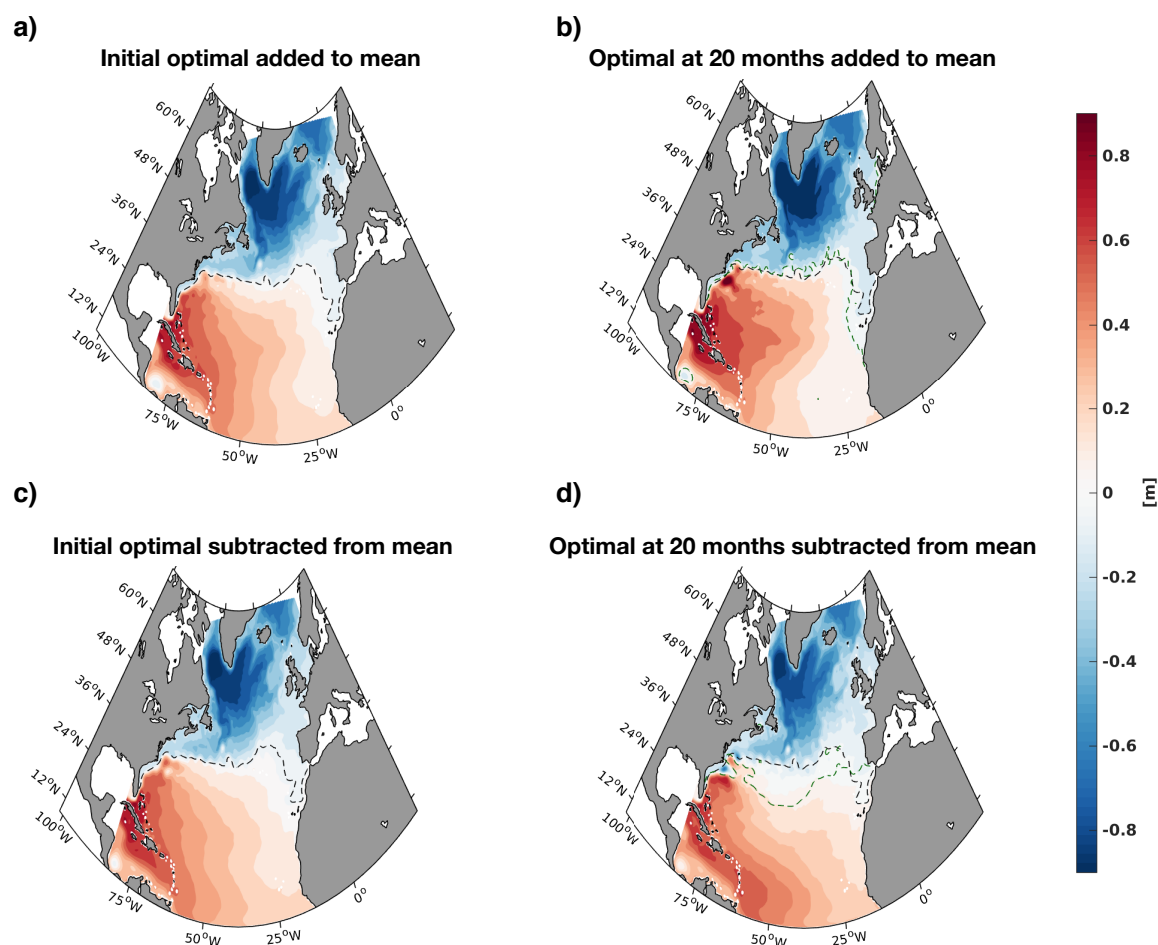 a)
Initial optimal added to mean
60°N
48°N
36°N
24°N
12°N
100°W
75°W
50°W
25°W
0°
b)
Optimal at 20 months added to mean
60°N
48°N
36°N
24°N
12°N
100°W
75°W
50°W
25°W
0°
c)
Initial optimal subtracted from mean
60°N
48°N
36°N
24°N
12°N
100°W
75°W
50°W
25°W
0°
d)
Optimal at 20 months subtracted from mean
60°N
48°N
36°N
24°N
12°N
100°W
75°W
50°W
25°W
0°
0.8
0.6
0.4
0.2
0
-0.2
-0.4
-0.6
-0.8
[m]